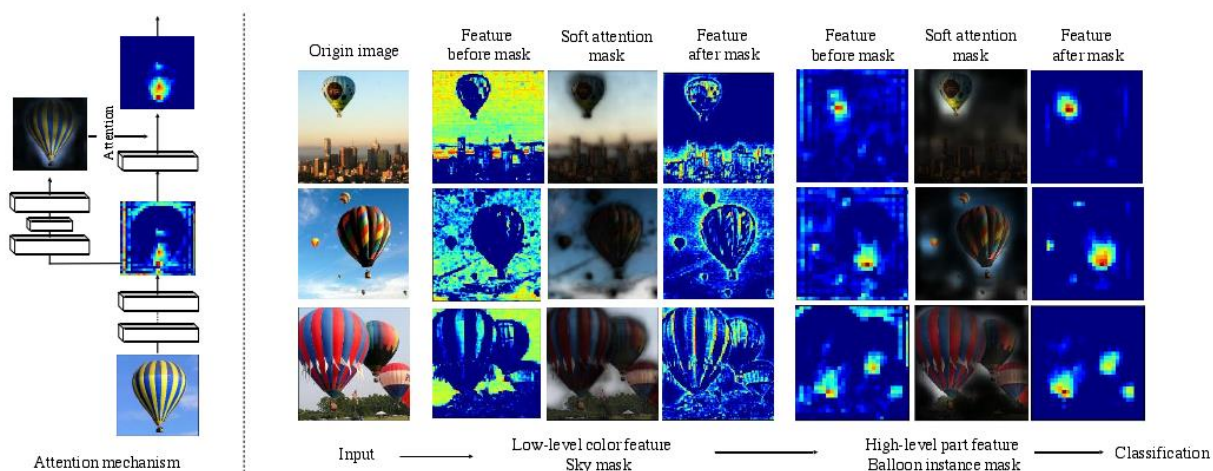 Attention
Attention mechanism
Origin image
Feature
before mask
Soft attention
mask
Feature
after mask
Feature
before mask
Soft attention
mask
Feature
after mask
Input
Low-level color feature
Sky mask
High-level part feature
Balloon instance mask
Classification